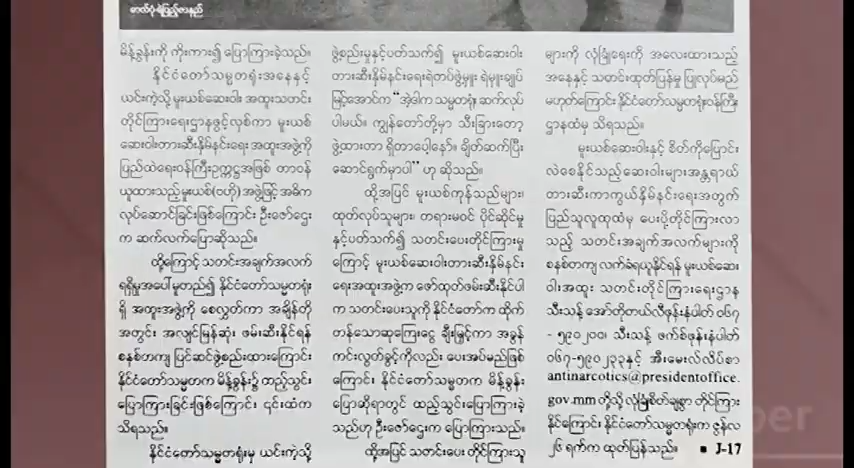 ဓာတ်ပုံ-ရဲပြည့်ဇာနည်
မိန့်ခွန်းကို ကိုးကား၍ ပြောကြားခဲ့သည်။
နိုင်ငံတော်သမ္မတရုံးအနေနှင့်
ယင်းကဲ့သို့ မူးယစ်ဆေးဝါး အထူးသတင်း
တိုင်ကြားရေးဌာနဖွင့်လှစ်ကာ မူးယစ်
ဆေးဝါးတားဆီးနှိမ်နင်းရေး အထူးအဖွဲ့ကို
ပြည်ထဲရေးဝန်ကြီးဥက္ကဋ္ဌအဖြစ် တာဝန်
ယူထားသည့်မူးယစ်(ဗဟို) အဖွဲ့ဖြင့် အဓိက
လုပ်ဆောင်ခြင်းဖြစ်ကြောင်း ဦးဇော်ဌေး
က ဆက်လက်ပြောဆိုသည်။
ထို့ကြောင့် သတင်းအချက်အလက်
ရရှိမှုအပေါ်မူတည်၍ နိုင်ငံတော်သမ္မတရုံး
ရှိ အထူးအဖွဲ့ကို စေလွှတ်ကာ အချိန်တို
အတွင်း အလျင်မြန်ဆုံး ဖမ်းဆီးနိုင်ရန်
စနစ်တကျ ပြင်ဆင်ဖွဲ့စည်းထားကြောင်း
နိုင်ငံတော်သမ္မတက မိန့်ခွန်း၌ ထည့်သွင်း
ပြောကြားခြင်းဖြစ်ကြောင်း ၎င်းထံက
သိရသည်။
နိုင်ငံတော်သမ္မတရုံးမှ ယင်းကဲ့သို့
ဖွဲ့စည်းမှုနှင့်ပတ်သက်၍ မူးယစ်ဆေးဝါး
တားဆီးနှိမ်နင်းရေးရဲတပ်ဖွဲ့မှူး ရဲမှူးချုပ်
မြင့်အောင်က "အဲ့ဒါက သမ္မတရုံး ဆက်လုပ်
ပါမယ်။ ကျွန်တော်တို့မှာ သီးခြားတော့
ဖွဲ့ထားတာ ရှိတာပေါ့နော်။ ချိတ်ဆက်ပြီး
ဆောင်ရွက်မှာပါ" ဟု ဆိုသည်။
ထို့အပြင် မူးယစ်ကုန်သည်များ၊
ထုတ်လုပ်သူများ၊ တရားမဝင် ပိုင်ဆိုင်မှု
နှင့်ပတ်သက်၍ သတင်းပေးတိုင်ကြားမှု
ကြောင့် မူးယစ်ဆေးဝါးတားဆီးနှိမ်နင်း
ရေးအထူးအဖွဲ့က ဖော်ထုတ်ဖမ်းဆီးနိုင်ပါ
က သတင်းပေးသူကို နိုင်ငံတော်က ထိုက်
တန်သောဆုကြေးငွေ ချီးမြှင့်ကာ အခွန်
ကင်းလွတ်ခွင့်ကိုလည်း ပေးအပ်မည်ဖြစ်
ကြောင်း နိုင်ငံတော်သမ္မတက မိန့်ခွန်း
ပြောဆိုရာတွင် ထည့်သွင်းပြောကြားခဲ့
သည်ဟု ဦးဇော်ဌေးက ပြောကြားသည်။
ထို့အပြင် သတင်းပေး တိုင်ကြားသူ
များကို လုံခြုံရေးကို အလေးထားသည့်
အနေနှင့် သတင်းထုတ်ပြန်မှု ပြုလုပ်မည်
မဟုတ်ကြောင်း နိုင်ငံတော်သမ္မတရုံးဝန်ကြီး
ဌာနထံမှ သိရသည်။
မူးယစ်ဆေးဝါးနှင့် စိတ်ကိုပြောင်း
လဲစေနိုင်သည့်ဆေးဝါးများအန္တရာယ်
တားဆီးကာကွယ်နှိမ်နင်းရေးအတွက်
ပြည်သူလူထုထံမှ ပေးပို့တိုင်ကြားလာ
သည့် သတင်းအချက်အလက်များကို
စနစ်တကျ လက်ခံရယူနိုင်ရန် မူးယစ်ဆေး
ဝါးအထူး သတင်းတိုင်ကြားရေးဌာန
သီးသန့် အော်တိုတယ်လီဖုန်းနံပါတ် ၀၆၇
- ၅၉၀၂၀၀၊ သီးသန့် ဖက်စ်ဖုန်းနံပါတ်
၀၆၇-၅၉၀၂၃၃နှင့် အီးမေးလ်လိပ်စာ
antinarcotics@presidentoffice.
gov.mm တို့သို့ လုံခြုံစိတ်ချစွာ တိုင်ကြား
နိုင်ကြောင်း နိုင်ငံတော်သမ္မတရုံးက ဇွန်လ
၂၆ ရက်က ထုတ်ပြန်သည်။ ■ J-17